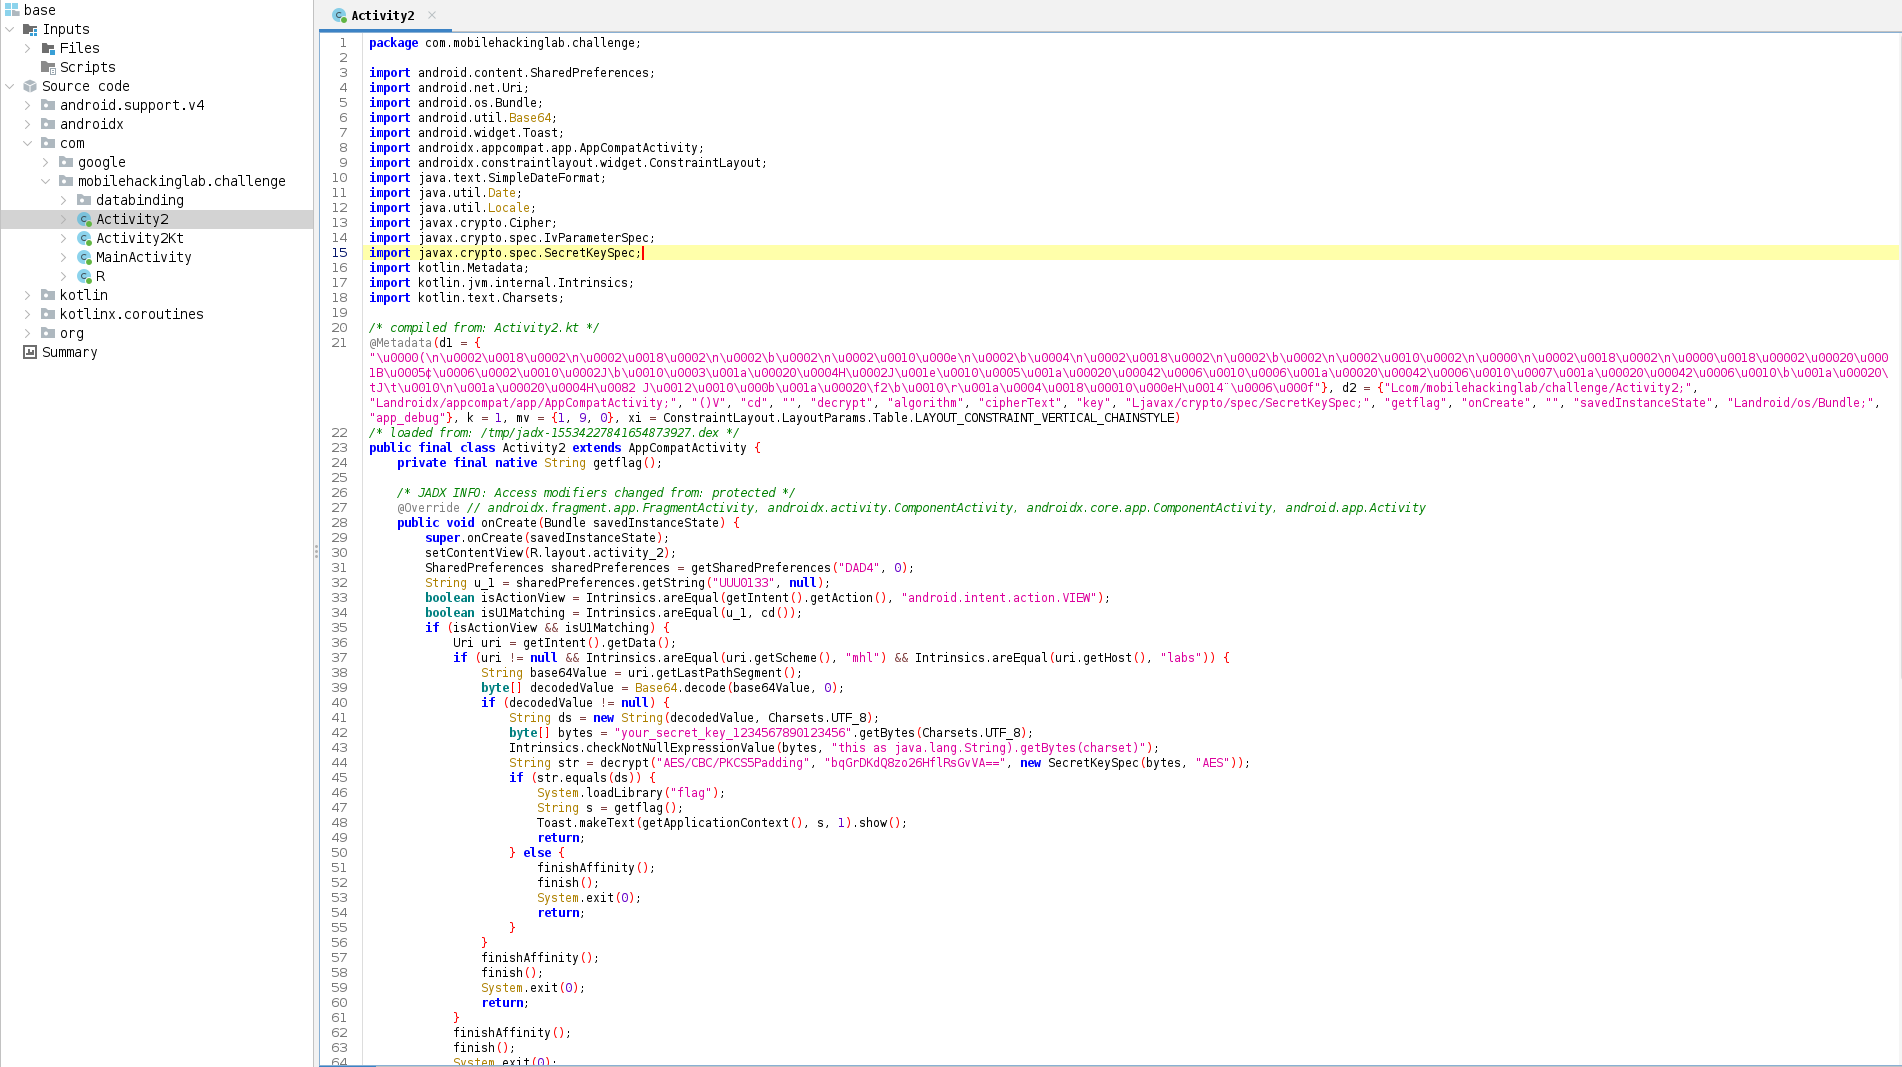 base
Inputs
Files
Scripts
Source code
android.support.v4
androidx
com
google
mobilehackinglab.challenge
databinding
Activity2
Activity2Kt
MainActivity
R
kotlin
kotlinx.coroutines
org
Summary
Activity2
1 package com.mobilehackinglab.challenge;
2
3 import android.content.SharedPreferences;
4 import android.net.Uri;
5 import android.os.Bundle;
6 import android.util.Base64;
7 import android.widget.Toast;
8 import androidx.appcompat.app.AppCompatActivity;
9 import androidx.constraintlayout.widget.ConstraintLayout;
10 import java.text.SimpleDateFormat;
11 import java.util.Date;
12 import java.util.Locale;
13 import javax.crypto.Cipher;
14 import javax.crypto.spec.IvParameterSpec;
15 import javax.crypto.spec.SecretKeySpec;
16 import kotlin.Metadata;
17 import kotlin.jvm.internal.Intrinsics;
18 import kotlin.text.Charsets;
19
20 /* compiled from: Activity2.kt */
21 @Metadata(d1 = {
"\u0000(\n\u0002\u0018\u0002\n\u0002\u0018\u0002\n\u0002\b\u0002\n\u0002\u0010\u000e\n\u0002\b\u0004\n\u0002\u0018\u0002\n\u0002\b\u0002\n\u0002\u0010\u0002\n\u0000\n\u0002\u0018\u0002\n\u0000\u0018\u00002\u00020\u000
1B\u0005¢\u0006\u0002\u0010\u0002J\b\u0010\u0003\u001a\u00020\u0004H\u0002J\u001e\u0010\u0005\u001a\u00020\u00042\u0006\u0010\u0006\u001a\u00020\u00042\u0006\u0010\u0007\u001a\u00020\u00042\u0006\u0010\b\u001a\u00020\
tJ\t\u0010\n\u001a\u00020\u0004H\u0082 J\u0012\u0010\u000b\u001a\u00020\f2\b\u0010\r\u001a\u0004\u0018\u00010\u000eH\u0014¨\u0006\u000f"}, d2 = {"Lcom/mobilehackinglab/challenge/Activity2;",
"Landroidx/appcompat/app/AppCompatActivity;", "()V", "cd", "", "decrypt", "algorithm", "cipherText", "key", "Ljavax/crypto/spec/SecretKeySpec;", "getflag", "onCreate", "", "savedInstanceState", "Landroid/os/Bundle;",
"app_debug"}, k = 1, mv = {1, 9, 0}, xi = ConstraintLayout.LayoutParams.Table.LAYOUT_CONSTRAINT_VERTICAL_CHAINSTYLE)
22 /* loaded from: /tmp/jadx-15534227841654873927.dex */
23 public final class Activity2 extends AppCompatActivity {
24 private final native String getflag();
25
26 /* JADX INFO: Access modifiers changed from: protected */
27 @Override // androidx.fragment.app.FragmentActivity, androidx.activity.ComponentActivity, androidx.core.app.ComponentActivity, android.app.Activity
28 public void onCreate(Bundle savedInstanceState) {
29 super.onCreate(savedInstanceState);
30 setContentView(R.layout.activity_2);
31 SharedPreferences sharedPreferences = getSharedPreferences("DAD4", 0);
32 String u_1 = sharedPreferences.getString("UUU0133", null);
33 boolean isActionView = Intrinsics.areEqual(getIntent().getAction(), "android.intent.action.VIEW");
34 boolean isU1Matching = Intrinsics.areEqual(u_1, cd());
35 if (isActionView && isU1Matching) {
36 Uri uri = getIntent().getData();
37 if (uri != null && Intrinsics.areEqual(uri.getScheme(), "mhl") && Intrinsics.areEqual(uri.getHost(), "labs")) {
38 String base64Value = uri.getLastPathSegment();
39 byte[] decodedValue = Base64.decode(base64Value, 0);
40 if (decodedValue != null) {
41 String ds = new String(decodedValue, Charsets.UTF_8);
42 byte[] bytes = "your_secret_key_1234567890123456".getBytes(Charsets.UTF_8);
43 Intrinsics.checkNotNullExpressionValue(bytes, "this as java.lang.String).getBytes(charset)");
44 String str = decrypt("AES/CBC/PKCS5Padding", "bqGrDKdQ8zo26HflRsGvVA==", new SecretKeySpec(bytes, "AES"));
45 if (str.equals(ds)) {
46 System.loadLibrary("flag");
47 String s = getflag();
48 Toast.makeText(getApplicationContext(), s, 1).show();
49 return;
50 } else {
51 finishAffinity();
52 finish();
53 System.exit(0);
54 return;
55 }
56 }
57 finishAffinity();
58 finish();
59 System.exit(0);
60 return;
61 }
62 finishAffinity();
63 finish();
64 System.exit(0);